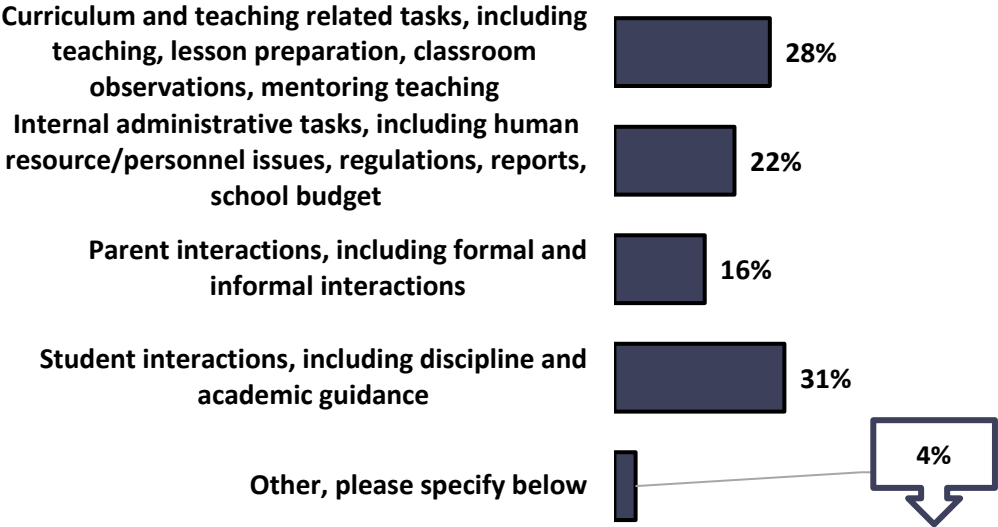 Curriculum and teaching related tasks, including
teaching, lesson preparation, classroom
observations, mentoring teaching
28%
Internal administrative tasks, including human
resource/personnel issues, regulations, reports,
school budget
22%
Parent interactions, including formal and
informal interactions
16%
Student interactions, including discipline and
academic guidance
31%
Other, please specify below
4%